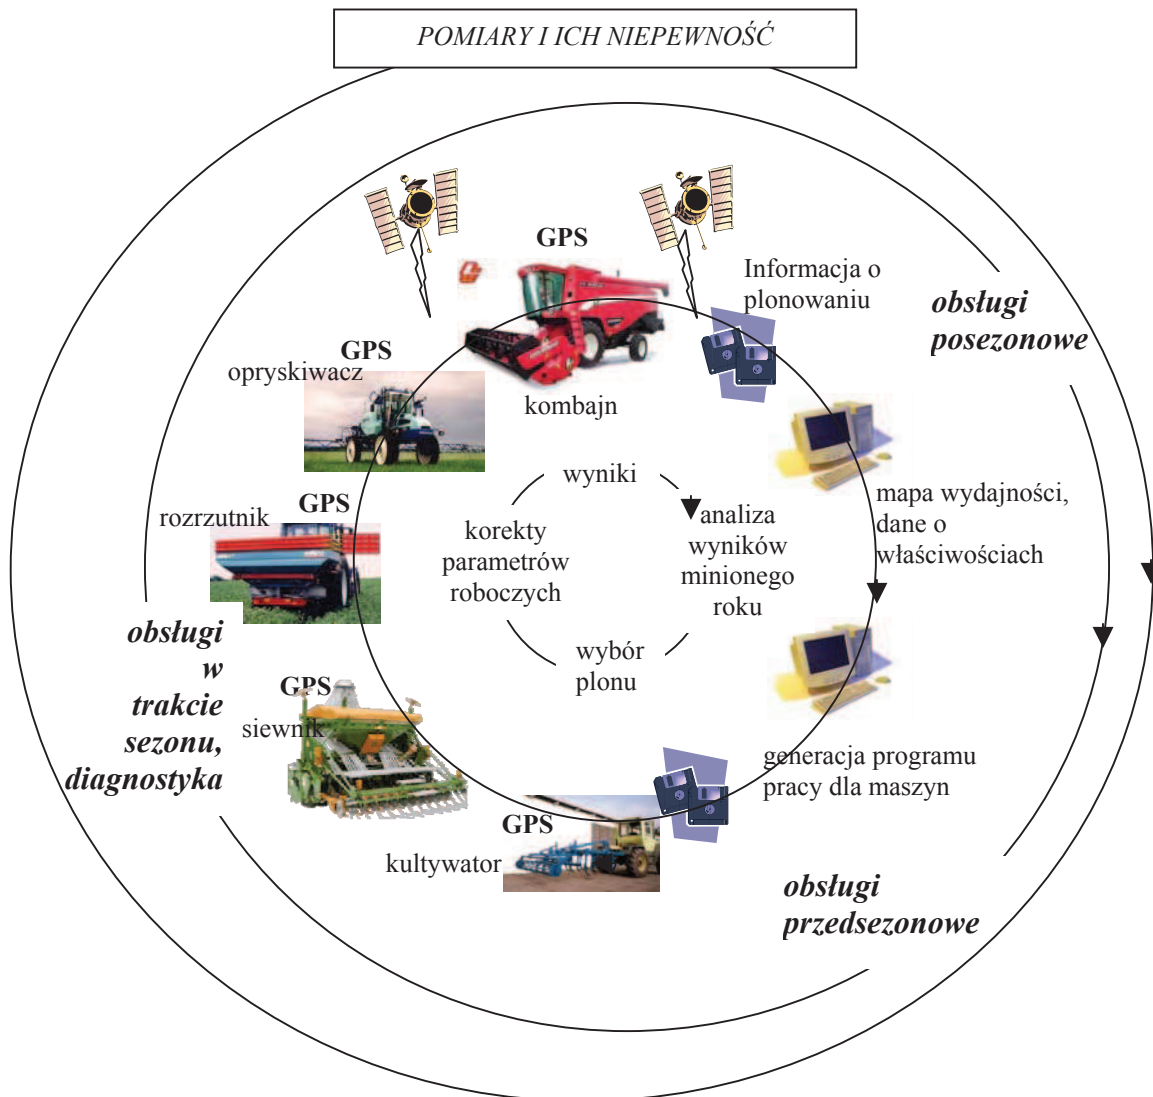 POMIARY I ICH NIEPEWNOŚĆ
GPS
Informacja o
plonowaniu
obsługi
posezonowe
GPS
opryskiwacz
kombajn
wyniki
mapa wydajności,
dane o
właściwościach
GPS
rozrzutnik
korekty
parametrów
roboczych
analiza
wyników
minionego
roku
obsługi
w
trakcie
sezonu,
diagnostyka
wybór
plonu
GPS
siewnik
generacja programu
pracy dla maszyn
GPS
kultywator
obsługi
przedsezonowe